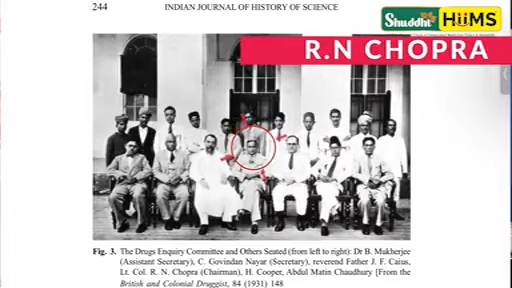 244
INDIAN JOURNAL OF HISTORY OF SCIENCE
Shuddhi HiiMS
R.N CHOPRA
Fig. 3. The Drugs Enquiry Committee and Others Seated (from left to right): Dr B. Mukherjee
(Assistant Secretary), C. Govindan Nayar (Secretary), reverend Father J. F. Caius,
Lt. Col. R. N. Chopra (Chairman), H. Cooper, Abdul Matin Chaudhury [From the
British and Colonial Druggist, 84 (1931) 148